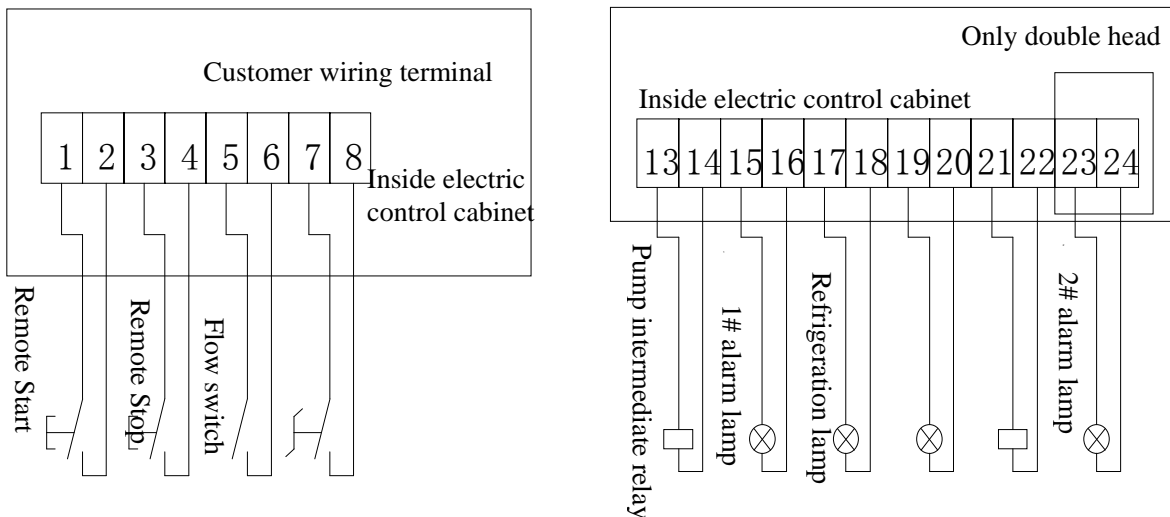 Customer wiring terminal
1 2 3 4 5 6 7 8
Inside electric
control cabinet
Remote Start
Remote Stop
Flow switch
Only double head
Inside electric control cabinet
13 14 15 16 17 18 19 20 21 22 23 24
Pump intermediate relay
1# alarm lamp
Refrigeration lamp
2# alarm lamp